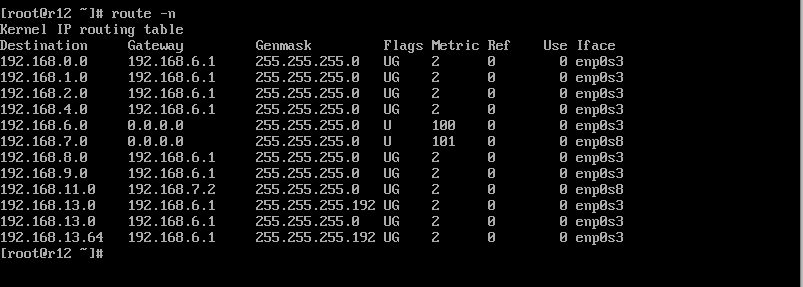 [root@r12 ~]# route -n
Kernel IP routing table
Destination     Gateway         Genmask         Flags Metric Ref    Use Iface
192.168.0.0     192.168.6.1     255.255.255.0   UG    2      0        0 enp0s3
192.168.1.0     192.168.6.1     255.255.255.0   UG    2      0        0 enp0s3
192.168.2.0     192.168.6.1     255.255.255.0   UG    2      0        0 enp0s3
192.168.4.0     192.168.6.1     255.255.255.0   UG    2      0        0 enp0s3
192.168.6.0     0.0.0.0         255.255.255.0   U     100    0        0 enp0s3
192.168.7.0     0.0.0.0         255.255.255.0   U     101    0        0 enp0s8
192.168.8.0     192.168.6.1     255.255.255.0   UG    2      0        0 enp0s3
192.168.9.0     192.168.6.1     255.255.255.0   UG    2      0        0 enp0s3
192.168.11.0    192.168.7.2     255.255.255.0   UG    2      0        0 enp0s8
192.168.13.0    192.168.6.1     255.255.255.192 UG    2      0        0 enp0s3
192.168.13.0    192.168.6.1     255.255.255.0   UG    2      0        0 enp0s3
192.168.13.64   192.168.6.1     255.255.255.192 UG    2      0        0 enp0s3
[root@r12 ~]#